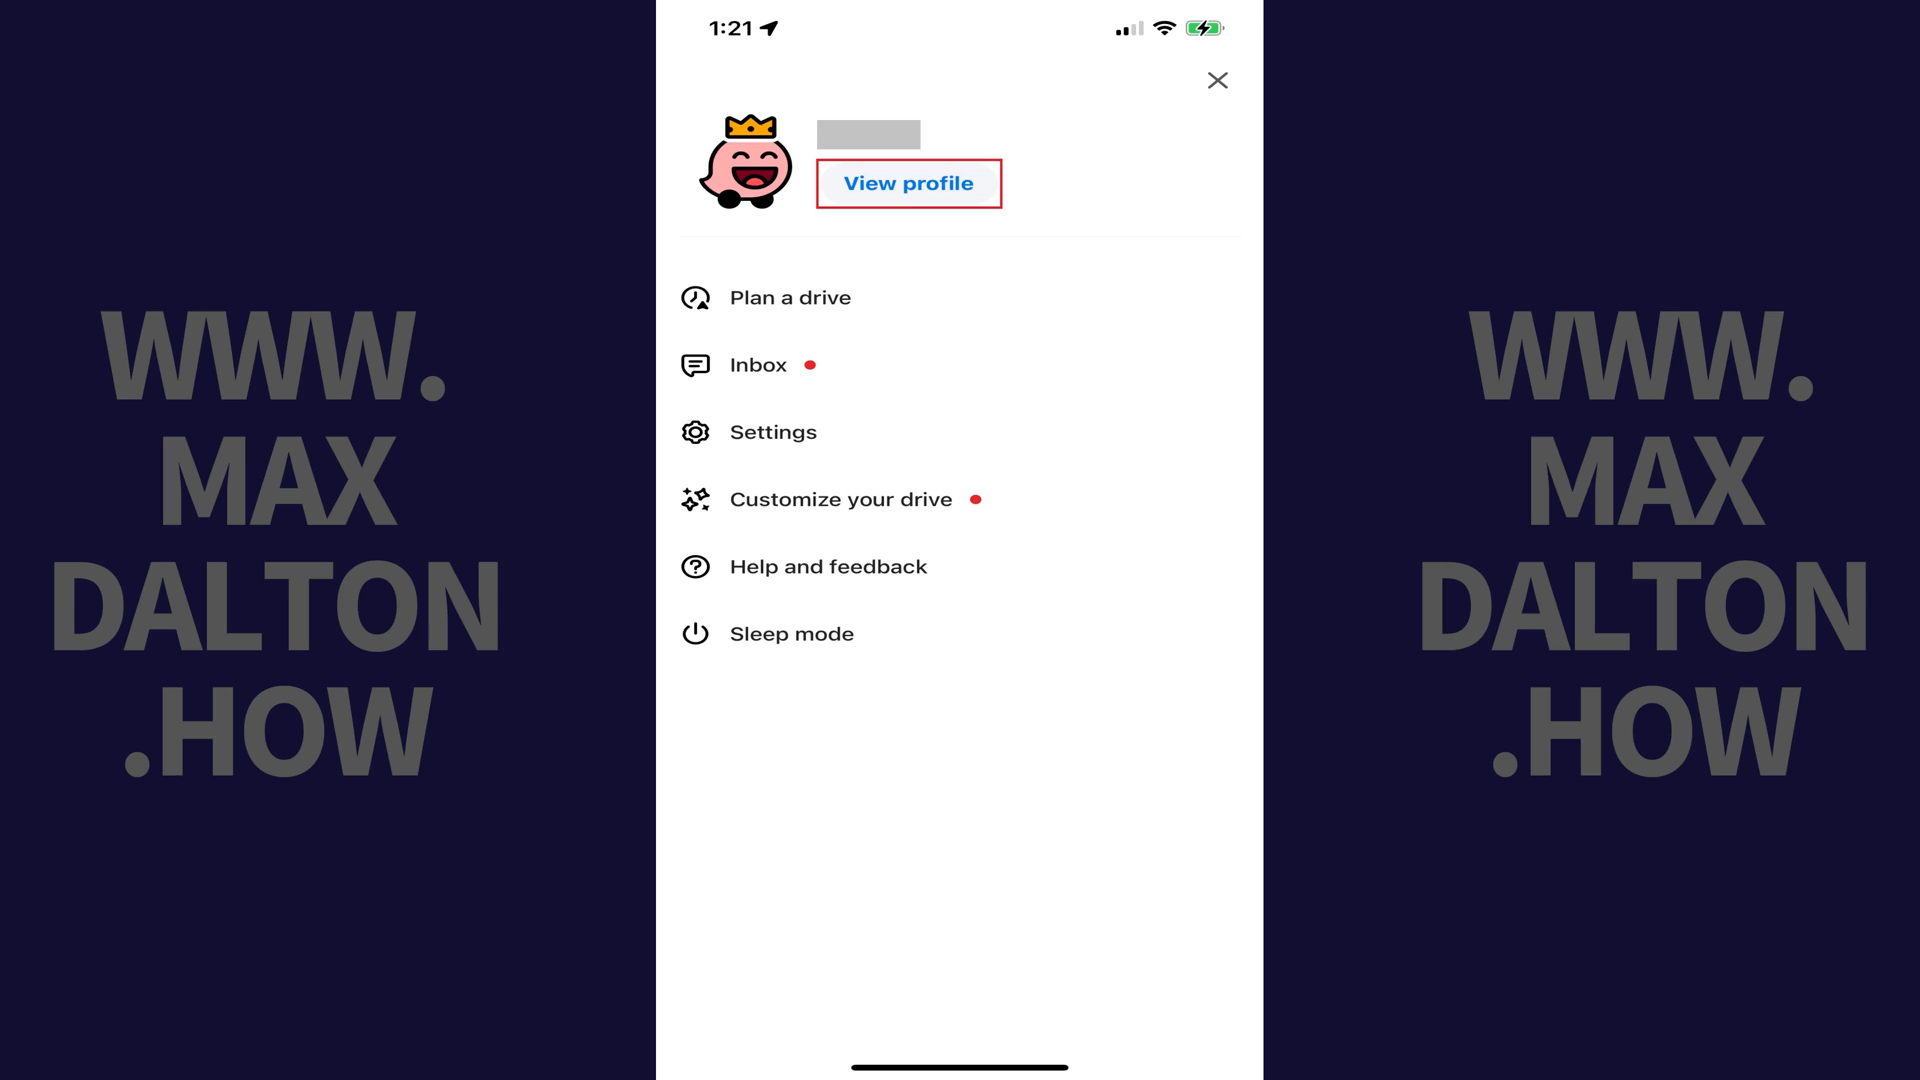 1:21
View profile
Plan a drive
Inbox
Settings
Customize your drive
Help and feedback
Sleep mode
WWW.
MAX
DALTON
.HOW
WWW.
MAX
DALTON
.HOW